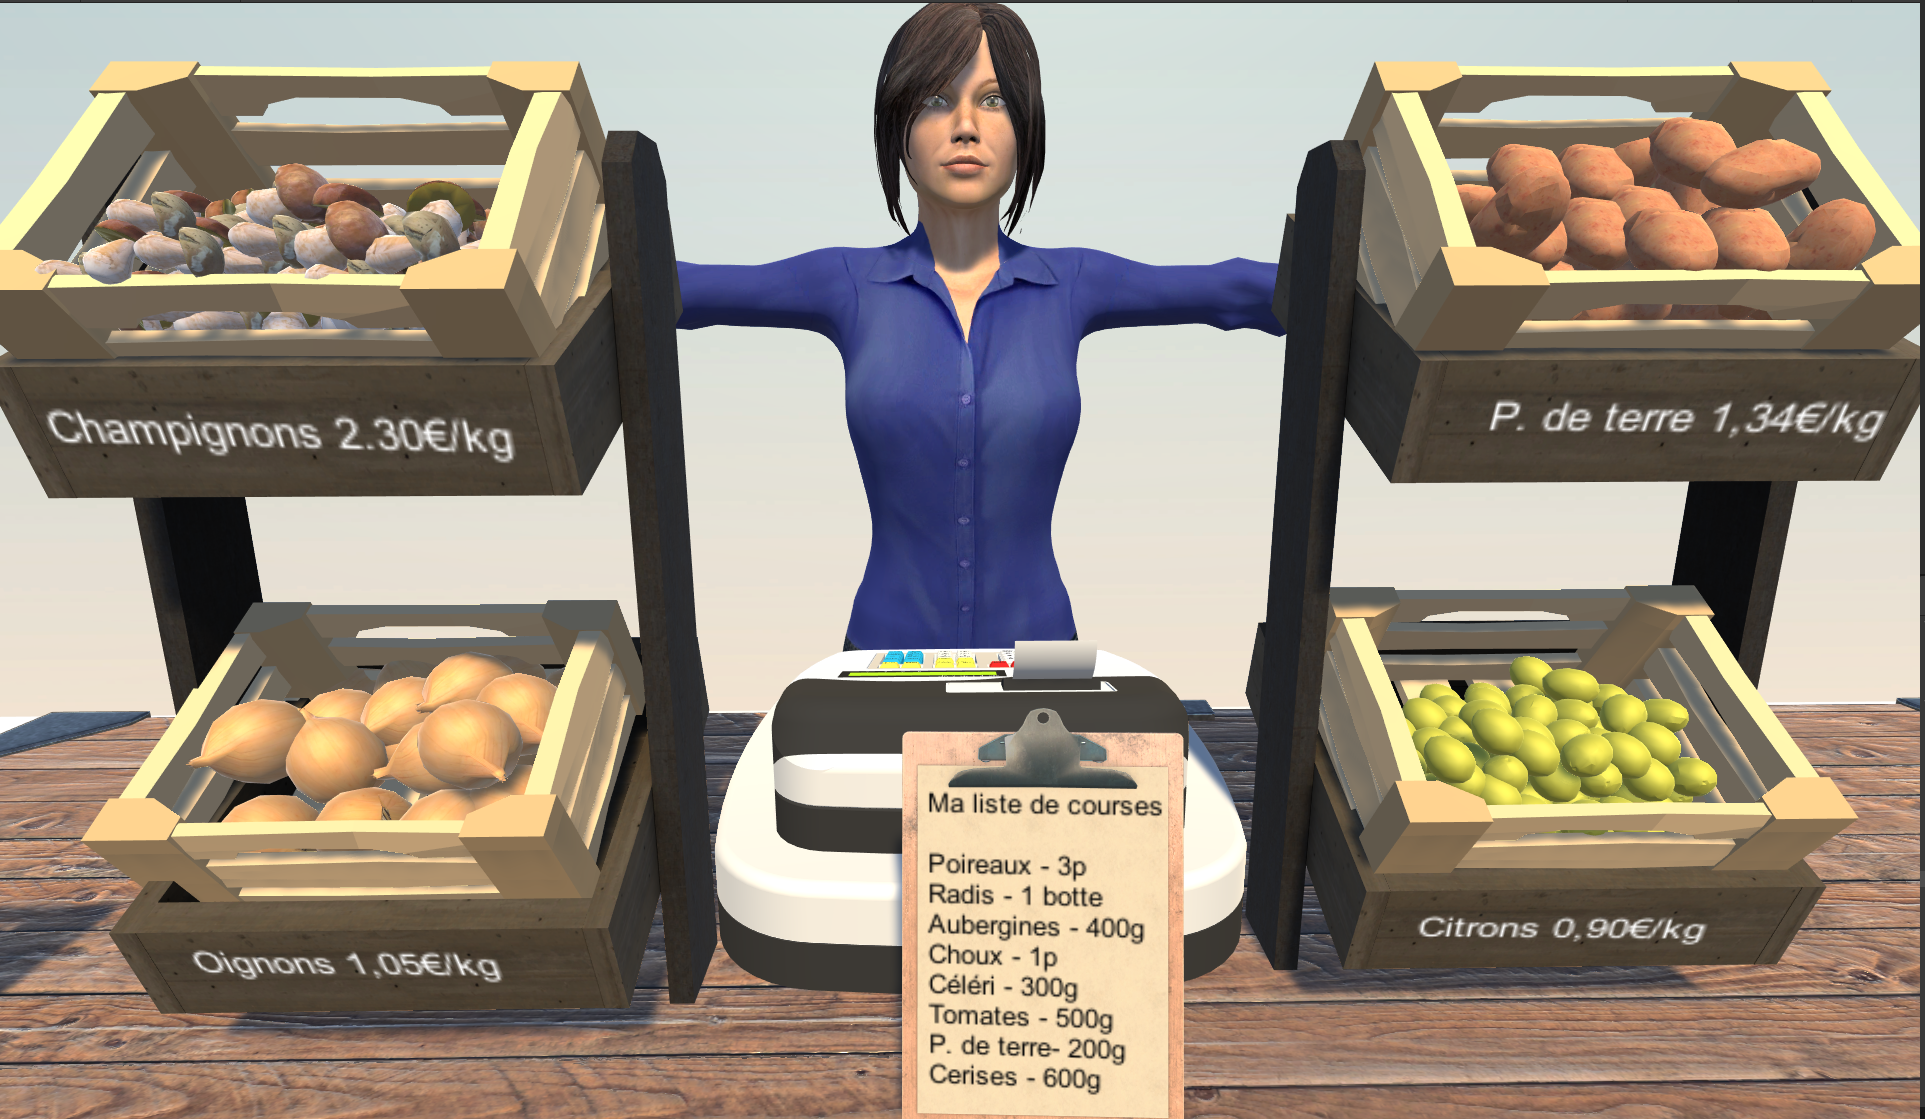 Champignons 2.30€/kg
P. de terre 1,34€/kg
Oignons 1,05€/kg
Citrons 0,90€/kg
Ma liste de courses
Poireaux - 3p
Radis - 1 botte
Aubergines - 400g
Choux - 1p
Céléri - 300g
Tomates - 500g
P. de terre- 200g
Cerises - 600g